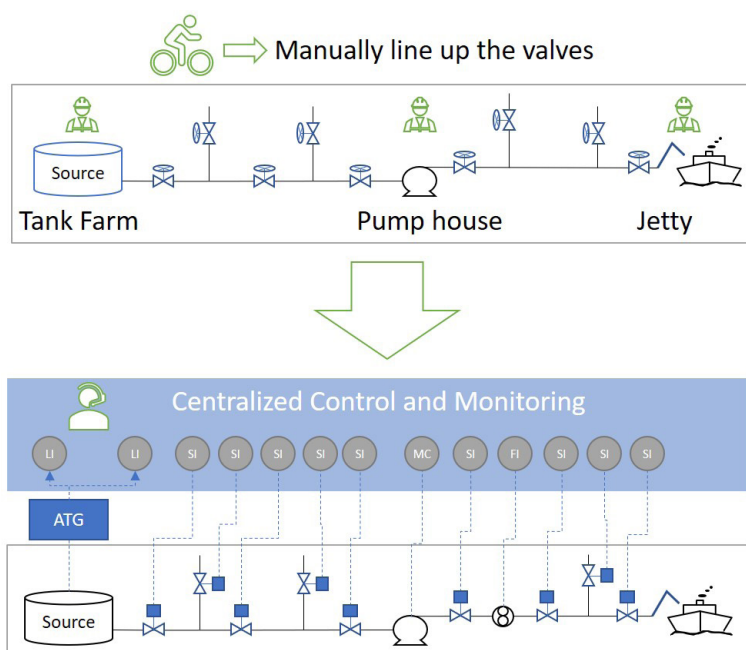 Manually line up the valves
Source
Tank Farm
Pump house
Jetty
Centralized Control and Monitoring
LI
LI
SI
SI
SI
SI
SI
MC
SI
FI
SI
SI
SI
ATG
Source